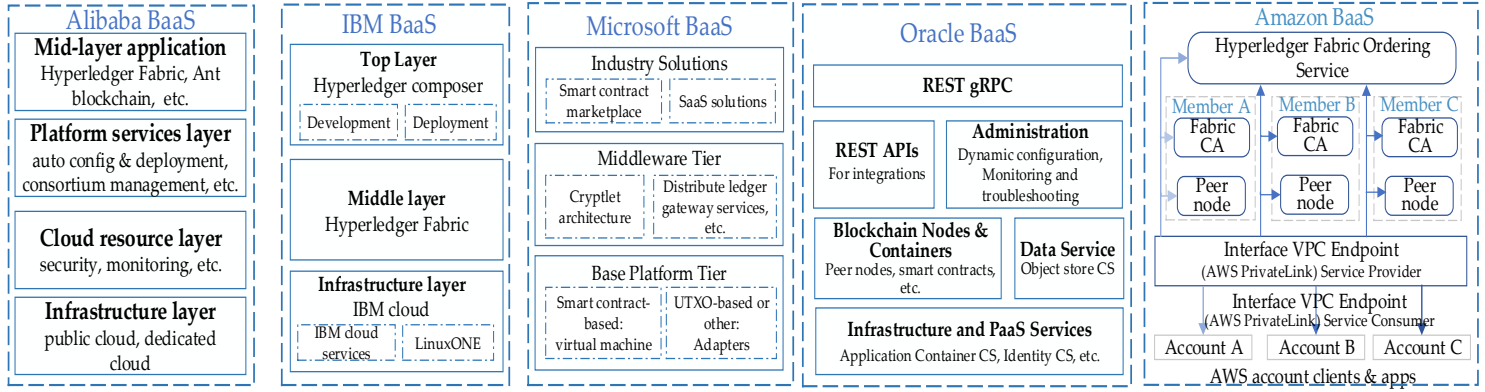 Alibaba BaaS
Mid-layer application
Hyperledger Fabric, Ant
blockchain, etc.
Platform services layer
auto config & deployment,
consortium management, etc.
Cloud resource layer
security, monitoring, etc.
Infrastructure layer
public cloud, dedicated
cloud
IBM BaaS
Top Layer
Hyperledger composer
Development
Deployment
Middle layer
Hyperledger Fabric
Infrastructure layer
IBM cloud
IBM cloud
services
LinuxONE
Microsoft BaaS
Industry Solutions
Smart contract
marketplace
SaaS solutions
Middleware Tier
Cryptlet
architecture
Distribute ledger
gateway services,
etc.
Base Platform Tier
Smart contract-
based:
virtual machine
UTXO-based or
other:
Adapters
Oracle BaaS
REST gRPC
REST APIs
For integrations
Administration
Dynamic configuration,
Monitoring and
troubleshooting
Blockchain Nodes &
Containers
Peer nodes, smart contracts,
etc.
Data Service
Object store CS
Infrastructure and PaaS Services
Application Container CS, Identity CS, etc.
Amazon BaaS
Hyperledger Fabric Ordering
Service
Member A
Fabric
CA
Peer
node
Member B
Fabric
CA
Peer
node
Member C
Fabric
CA
Peer
node
Interface VPC Endpoint
(AWS PrivateLink) Service Provider
Interface VPC Endpoint
(AWS PrivateLink) Service Consumer
Account A
Account B
Account C
AWS account clients & apps